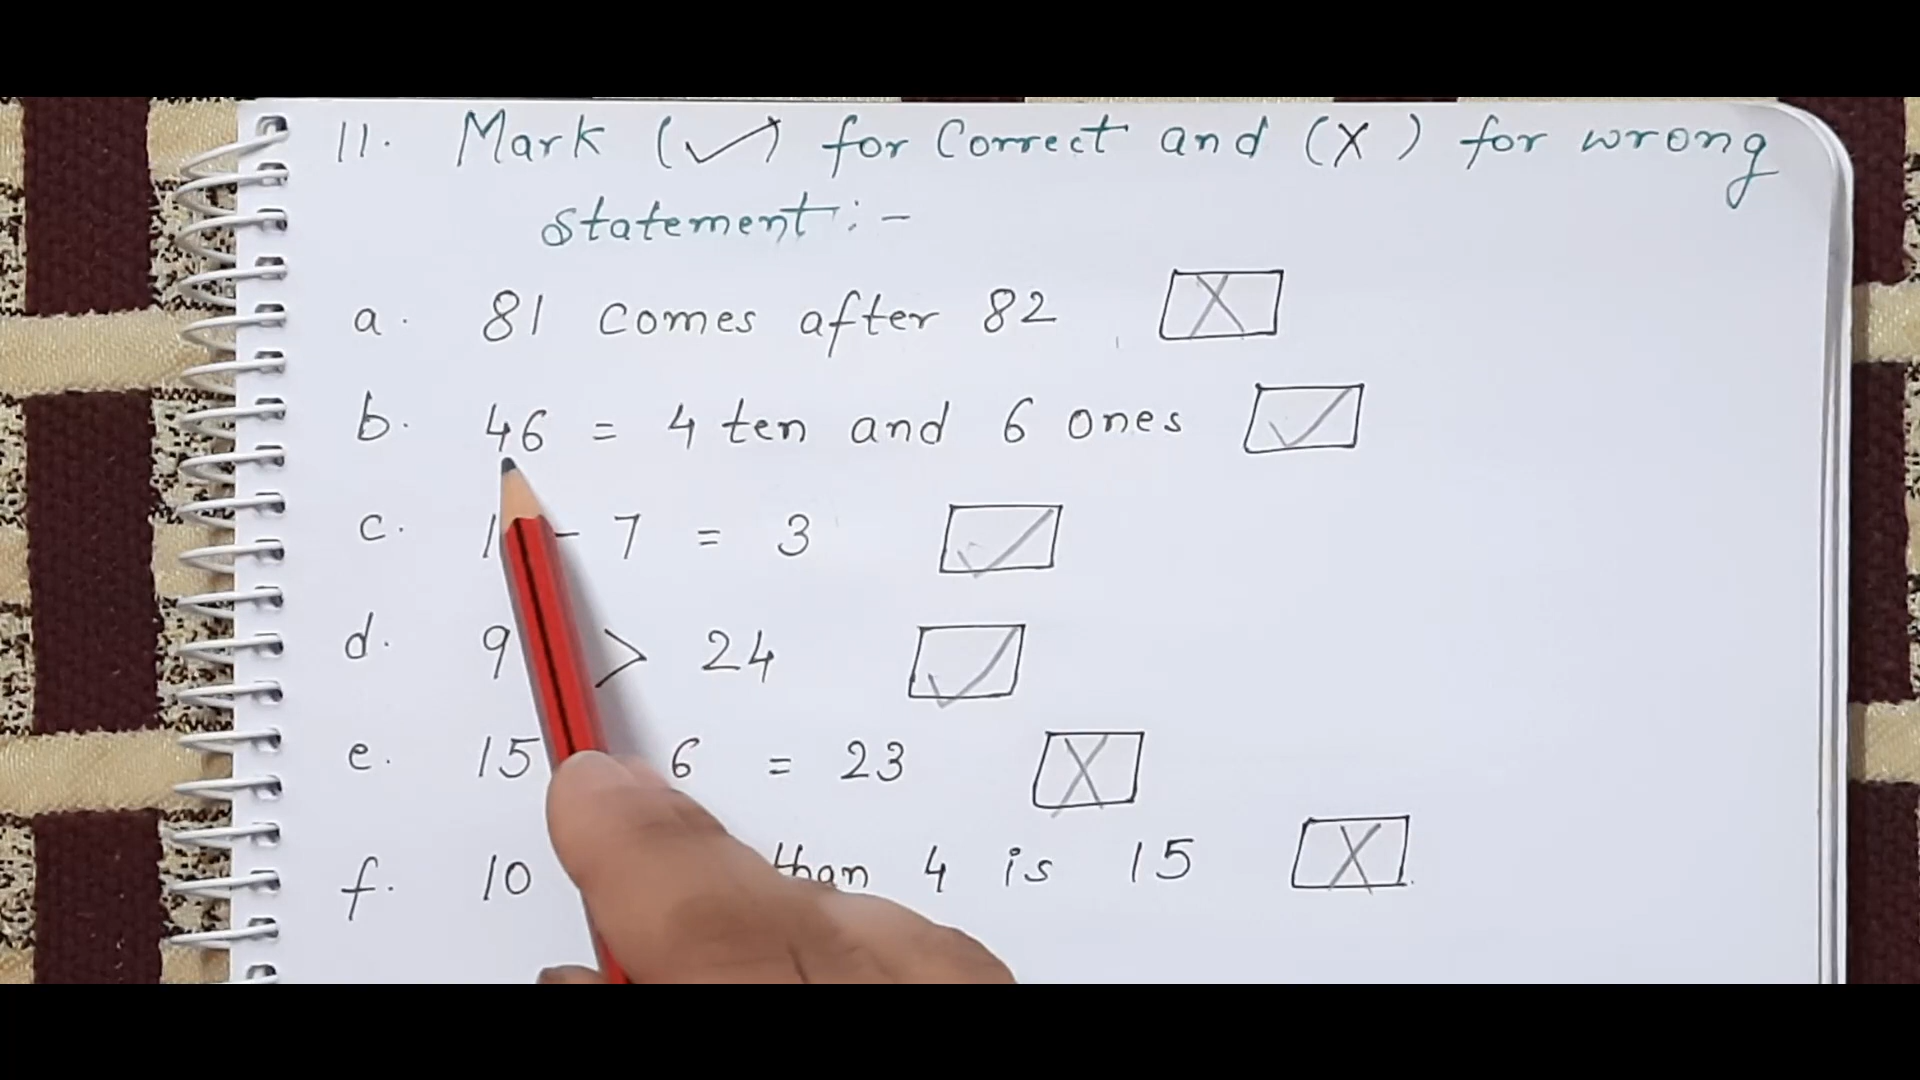 11. Mark (✓) for Correct and (X) for wrong
statement :-
a. 81 comes after 82 X
b. 46 = 4 ten and 6 ones ✓
c. 1 - 7 = 3 ✓
d. 9 > 24 ✓
e. 15 6 = 23 X
f. 10 than 4 is 15 X